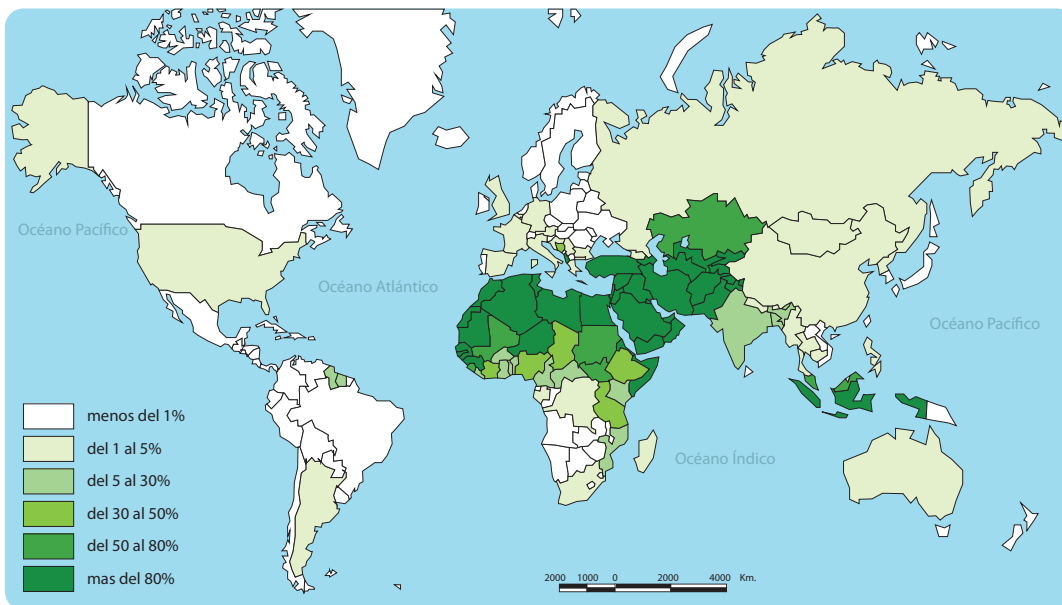 Océano Pacífico
Océano Atlántico
Océano Pacífico
Océano Índico
menos del 1%
del 1 al 5%
del 5 al 30%
del 30 al 50%
del 50 al 80%
mas del 80%
2000 1000 0 2000 4000 Km.